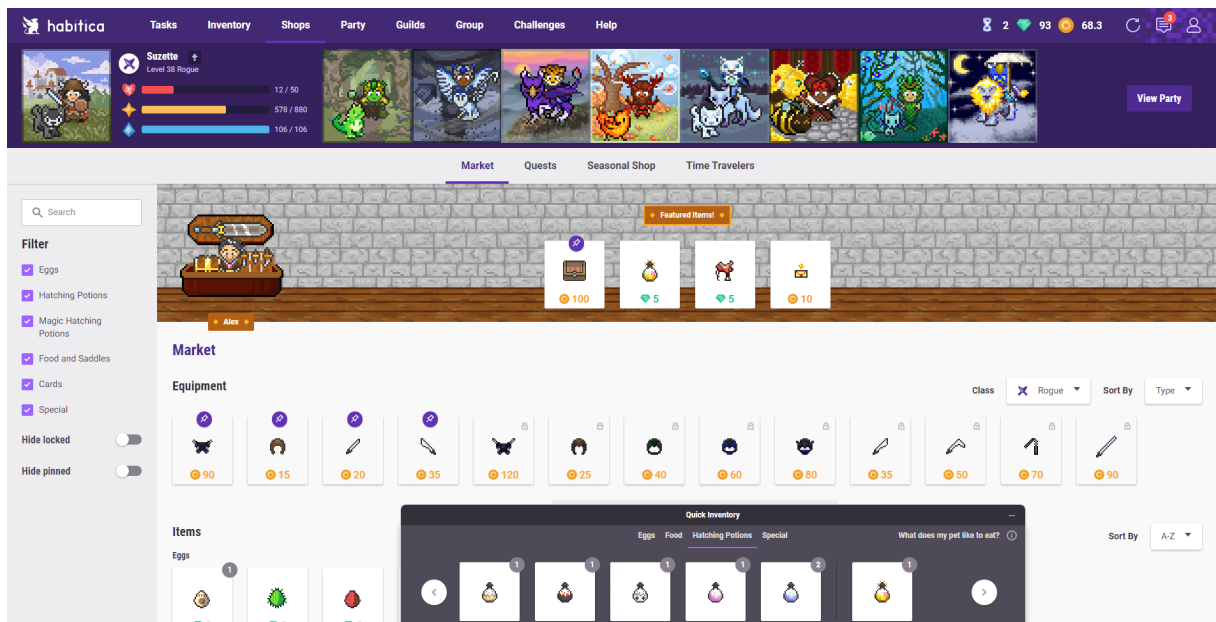 habitica Tasks Inventory Shops Party Guilds Group Challenges Help 2 93 68.3 3
Suzette
Level 38 Rogue
12 / 50
578 / 880
106 / 106
View Party
Market Quests Seasonal Shop Time Travelers
Search
Filter
Eggs
Hatching Potions
Magic Hatching
Potions
Food and Saddles
Cards
Special
Hide locked
Hide pinned
Featured Items!
100 5 5 10
Alex
Market
Equipment
Class Rogue Sort By Type
90 15 20 35 120 25 40 60 80 35 50 70 90
Items
Sort By A-Z
Eggs
1
Quick Inventory
Eggs Food Hatching Potions Special What does my pet like to eat?
1 1 1 1 2 1